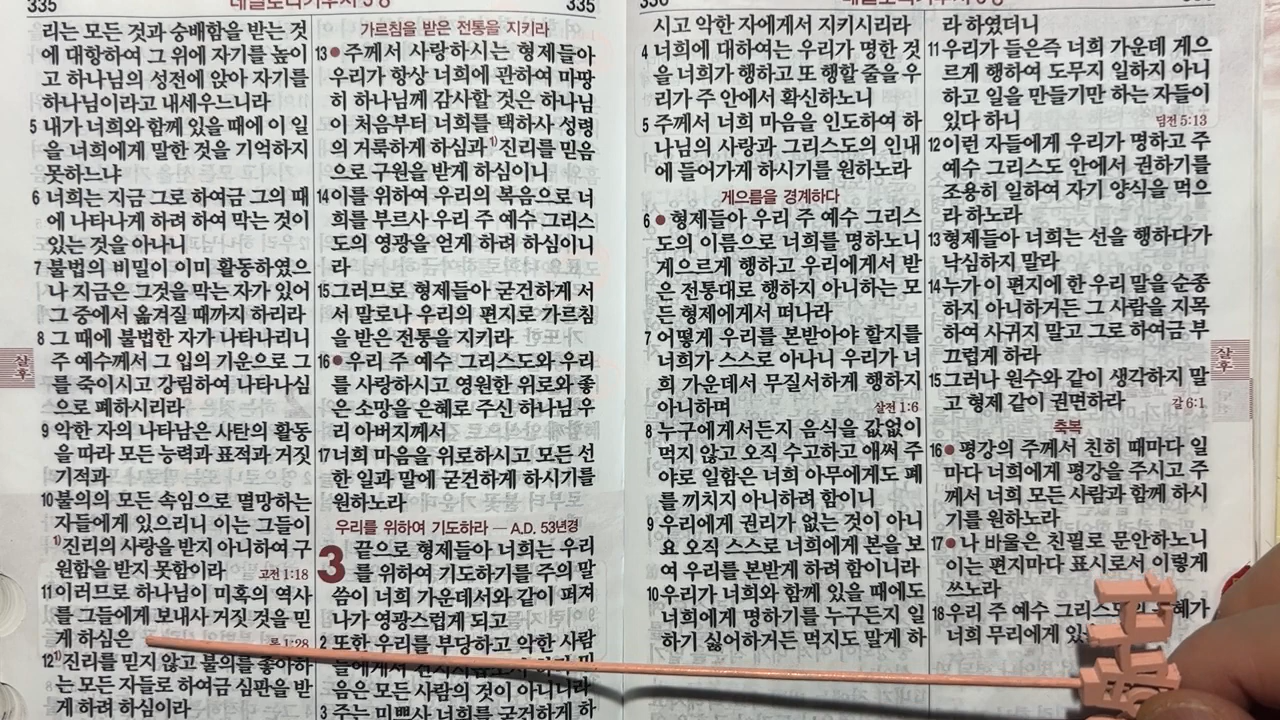 335
335
리는 모든 것과 숭배함을 받는 것
에 대항하여 그 위에 자기를 높이
고 하나님의 성전에 앉아 자기를
하나님이라고 내세우느니라
5 내가 너희와 함께 있을 때에 이 일
을 너희에게 말한 것을 기억하지
못하느냐
6 너희는 지금 그로 하여금 그의 때
에 나타나게 하려 하여 막는 것이
있는 것을 아나니
7 불법의 비밀이 이미 활동하였으
나 지금은 그것을 막는 자가 있어
그 중에서 옮겨질 때까지 하리라
8 그 때에 불법한 자가 나타나리니
주 예수께서 그 입의 기운으로 그
를 죽이시고 강림하여 나타나심
으로 폐하시리라
9 악한 자의 나타남은 사탄의 활동
을 따라 모든 능력과 표적과 거짓
기적과
10 불의의 모든 속임으로 멸망하는
자들에게 있으리니 이는 그들이
1)진리의 사랑을 받지 아니하여 구
원함을 받지 못함이라 고전 1:18
11 이러므로 하나님이 미혹의 역사
를 그들에게 보내사 거짓 것을 믿
게 하심은 롬 1:28
12 1)진리를 믿지 않고 불의를 좋아하
는 모든 자들로 하여금 심판을 받
게 하려 하심이라
가르침을 받은 전통을 지키라
13 ●주께서 사랑하시는 형제들아
우리가 항상 너희에 관하여 마땅
히 하나님께 감사할 것은 하나님
이 처음부터 너희를 택하사 성령
의 거룩하게 하심과 1)진리를 믿음
으로 구원을 받게 하심이니
14 이를 위하여 우리의 복음으로 너
희를 부르사 우리 주 예수 그리스
도의 영광을 얻게 하려 하심이니
라
15 그러므로 형제들아 굳건하게 서
서 말로나 우리의 편지로 가르침
을 받은 전통을 지키라
16 ●우리 주 예수 그리스도와 우리
를 사랑하시고 영원한 위로와 좋
은 소망을 은혜로 주신 하나님 우
리 아버지께서
17 너희 마음을 위로하시고 모든 선
한 일과 말에 굳건하게 하시기를
원하노라
우리를 위하여 기도하라 — A.D. 53년경
3 끝으로 형제들아 너희는 우리
를 위하여 기도하기를 주의 말
씀이 너희 가운데서와 같이 퍼져
나가 영광스럽게 되고
2 또한 우리를 부당하고 악한 사람
들에게서
음은 모든 사람의 것이 아니니라
3 주는 미쁘사 너희를 굳건하게 하
시고 악한 자에게서 지키시리라
4 너희에 대하여는 우리가 명한 것
을 너희가 행하고 또 행할 줄을 우
리가 주 안에서 확신하노니
5 주께서 너희 마음을 인도하여 하
나님의 사랑과 그리스도의 인내
에 들어가게 하시기를 원하노라
게으름을 경계하다
6 ●형제들아 우리 주 예수 그리스
도의 이름으로 너희를 명하노니
게으르게 행하고 우리에게서 받
은 전통대로 행하지 아니하는 모
든 형제에게서 떠나라
7 어떻게 우리를 본받아야 할지를
너희가 스스로 아나니 우리가 너
희 가운데서 무질서하게 행하지
아니하며 살전 1:6
8 누구에게서든지 음식을 값없이
먹지 않고 오직 수고하고 애써 주
야로 일함은 너희 아무에게도 폐
를 끼치지 아니하려 함이니
9 우리에게 권리가 없는 것이 아니
요 오직 스스로 너희에게 본을 보
여 우리를 본받게 하려 함이니라
10 우리가 너희와 함께 있을 때에도
너희에게 명하기를 누구든지 일
하기 싫어하거든 먹지도 말게 하
라 하였더니
11 우리가 들은즉 너희 가운데 게으
르게 행하여 도무지 일하지 아니
하고 일을 만들기만 하는 자들이
있다 하니 딤전 5:13
12 이런 자들에게 우리가 명하고 주
예수 그리스도 안에서 권하기를
조용히 일하여 자기 양식을 먹으
라 하노라
13 형제들아 너희는 선을 행하다가
낙심하지 말라
14 누가 이 편지에 한 우리 말을 순종
하지 아니하거든 그 사람을 지목
하여 사귀지 말고 그로 하여금 부
끄럽게 하라
15 그러나 원수와 같이 생각하지 말
고 형제 같이 권면하라 갈 6:1
축복
16 ●평강의 주께서 친히 때마다 일
마다 너희에게 평강을 주시고 주
께서 너희 모든 사람과 함께 하시
기를 원하노라
17 ●나 바울은 친필로 문안하노니
이는 편지마다 표시로서 이렇게
쓰노라
18 우리 주 예수
너희 무리에게
살후
살후